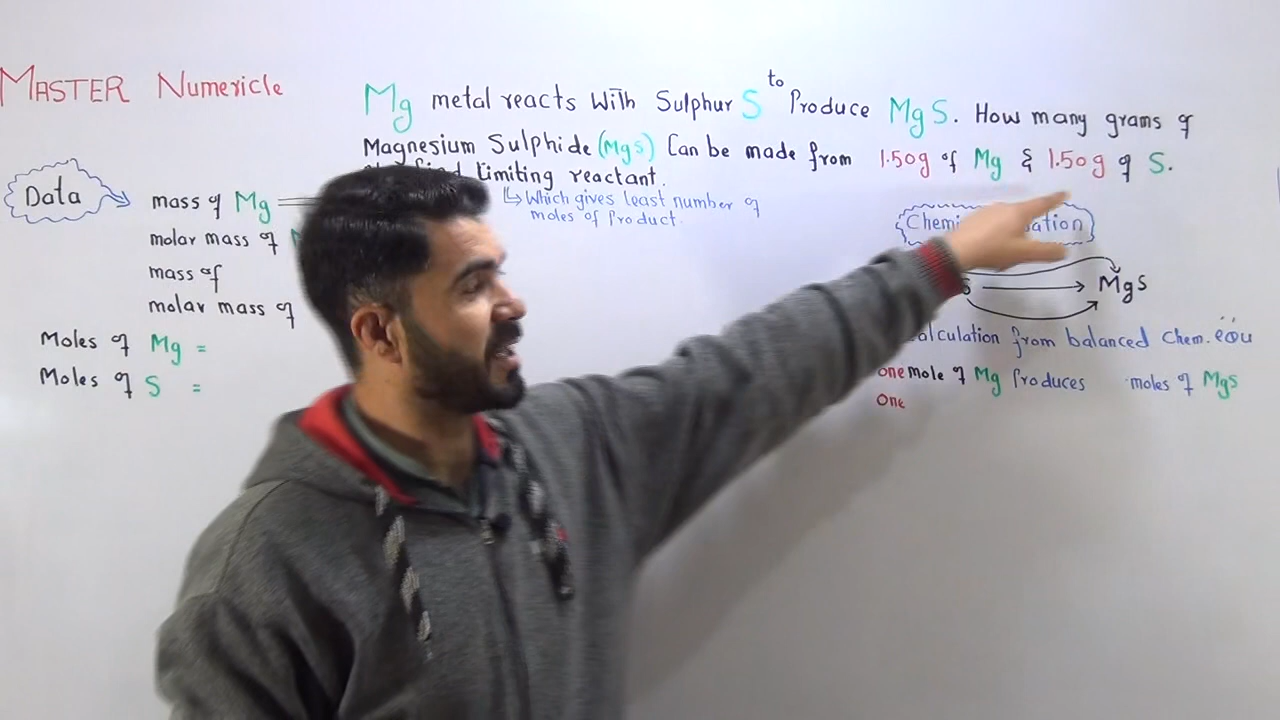 MASTER Numericle
Mg metal reacts With Sulphur S to Produce MgS. How many grams of
Magnesium Sulphide (MgS) Can be made from 1.50g of Mg & 1.50g of S.
find limiting reactant.
↳ Which gives least number of
moles of Product.
Data
mass of Mg
molar mass of
mass of
molar mass of
Moles of Mg =
Moles of S =
S → MgS
from balanced Chem. equ
One mole of Mg Produces moles of MgS
One